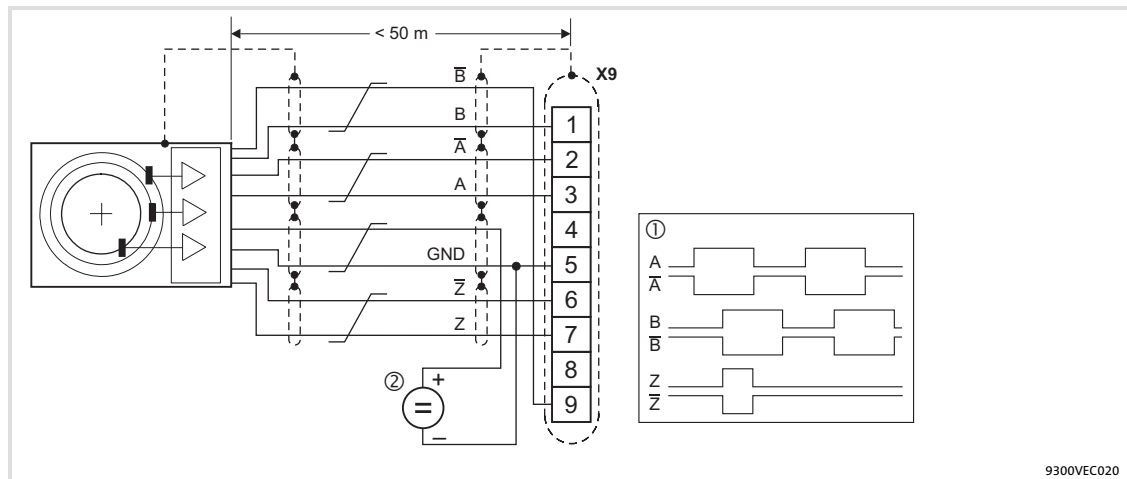 < 50 m
X9
B̅
B
A̅
A
GND
Z̅
Z
1
2
3
4
5
6
7
8
9
②
+
=
–
①
A
A̅
B
B̅
Z
Z̅
9300VEC020